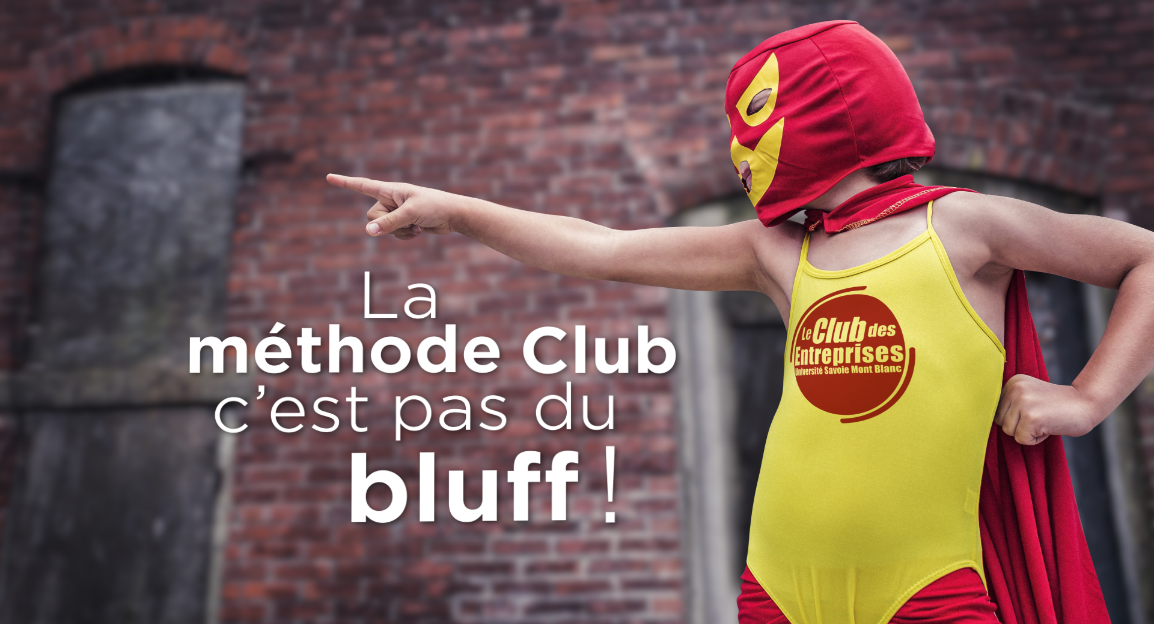 La
méthode Club
c'est pas du
bluff !
Le Club des
Entreprises
Université Savoie Mont Blanc